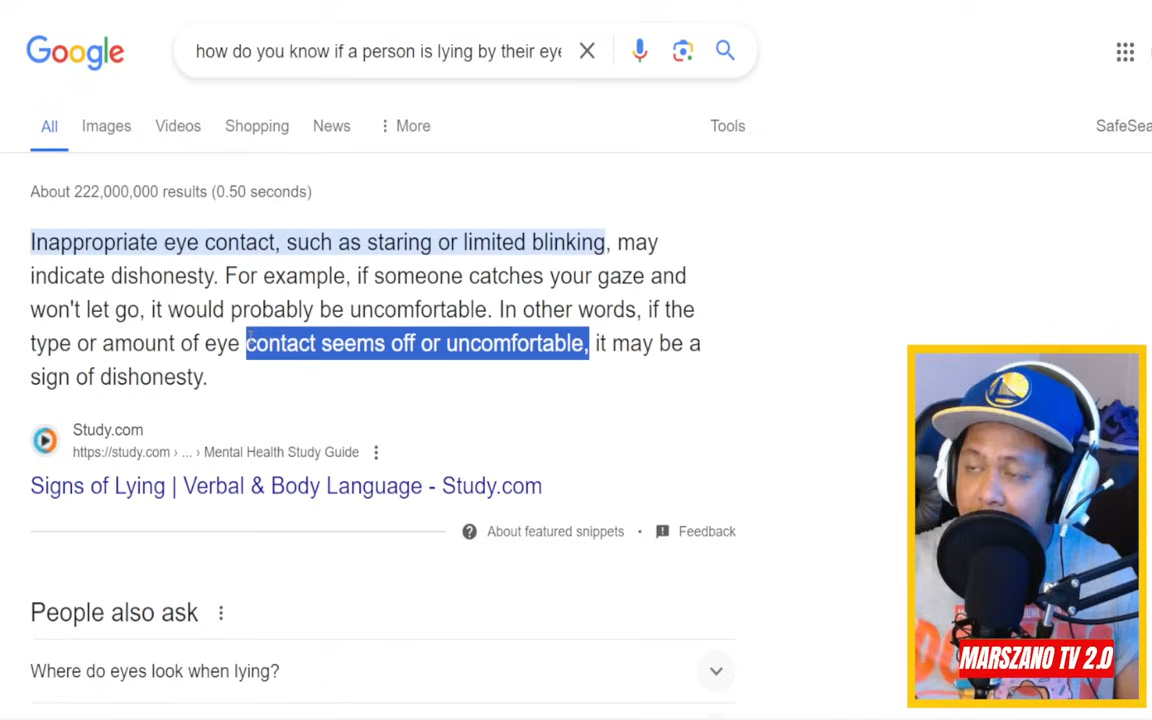 Google
how do you know if a person is lying by their eye
All
Images
Videos
Shopping
News
More
Tools
SafeSea
About 222,000,000 results (0.50 seconds)
Inappropriate eye contact, such as staring or limited blinking, may
indicate dishonesty. For example, if someone catches your gaze and
won't let go, it would probably be uncomfortable. In other words, if the
type or amount of eye contact seems off or uncomfortable, it may be a
sign of dishonesty.
Study.com
https://study.com › ... › Mental Health Study Guide
Signs of Lying | Verbal & Body Language - Study.com
About featured snippets • Feedback
People also ask
Where do eyes look when lying?
MARSZANO TV 2.0